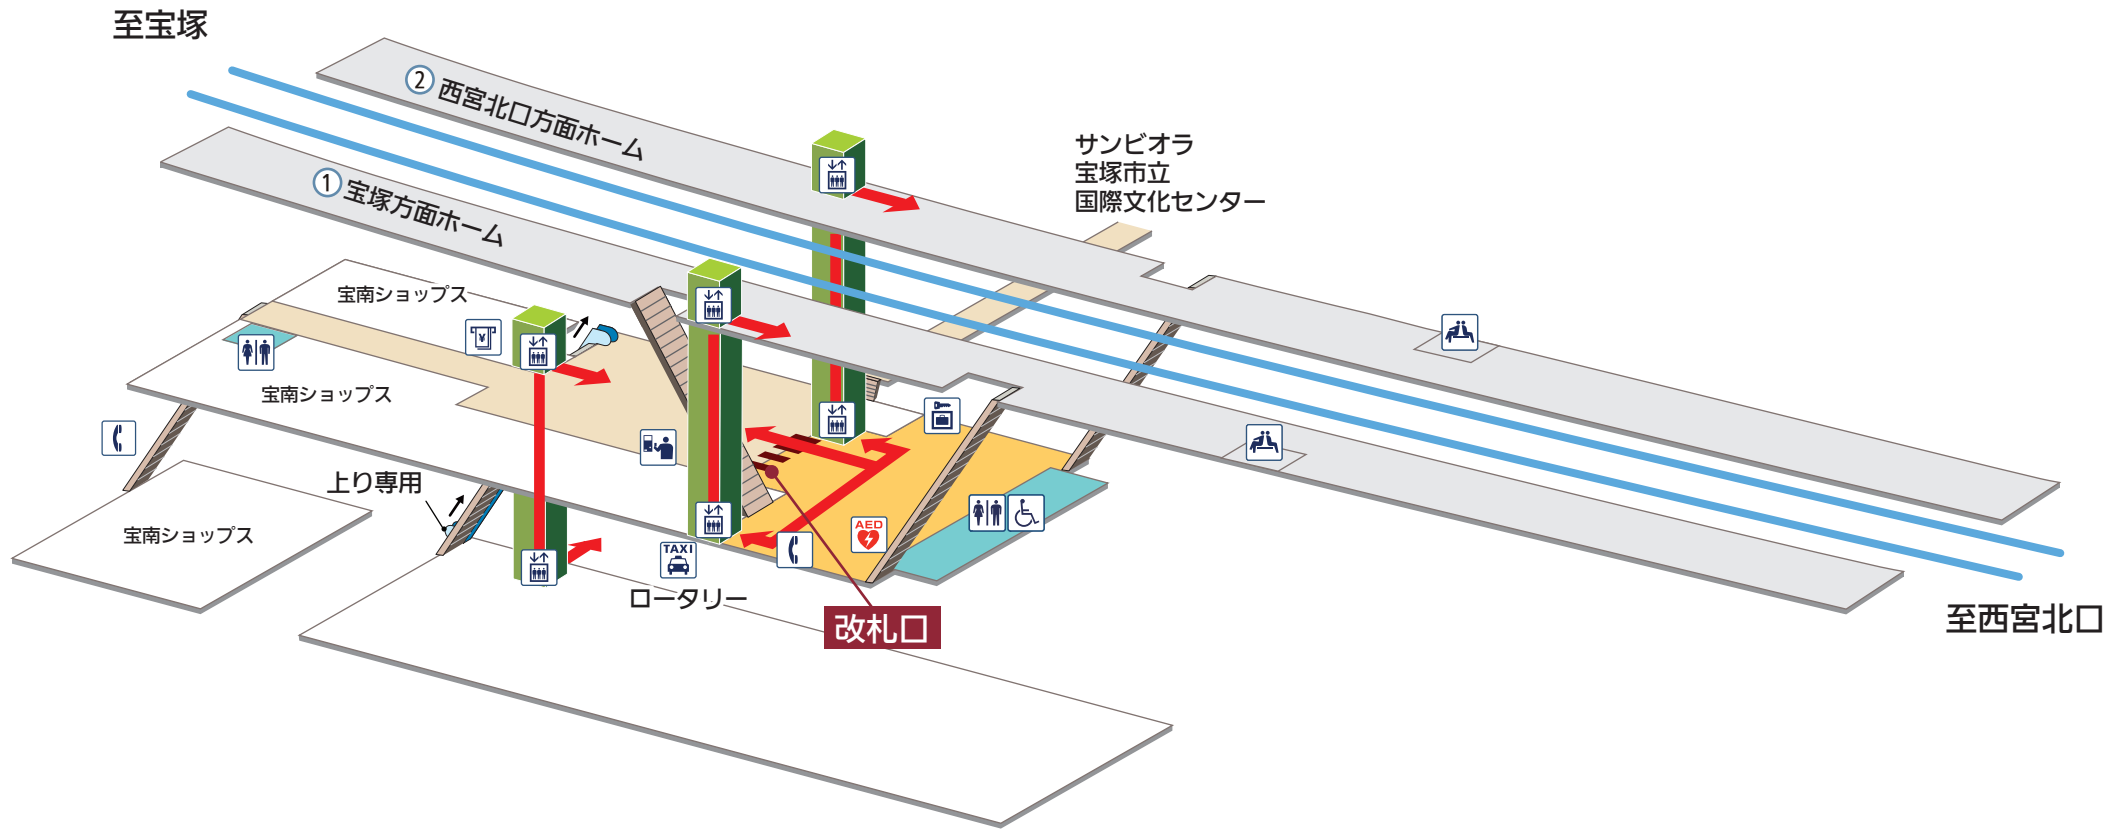 至宝塚
② 西宮北口方面ホーム
① 宝塚方面ホーム
サンビオラ
宝塚市立
国際文化センター
宝南ショップス
¥
宝南ショップス
上り専用
宝南ショップス
AED
TAXI
ロータリー
改札口
至西宮北口